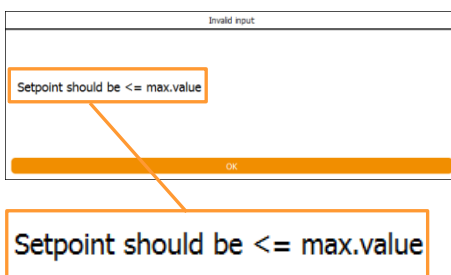 Invalid input
Setpoint should be <= max.value
OK
Setpoint should be <= max.value